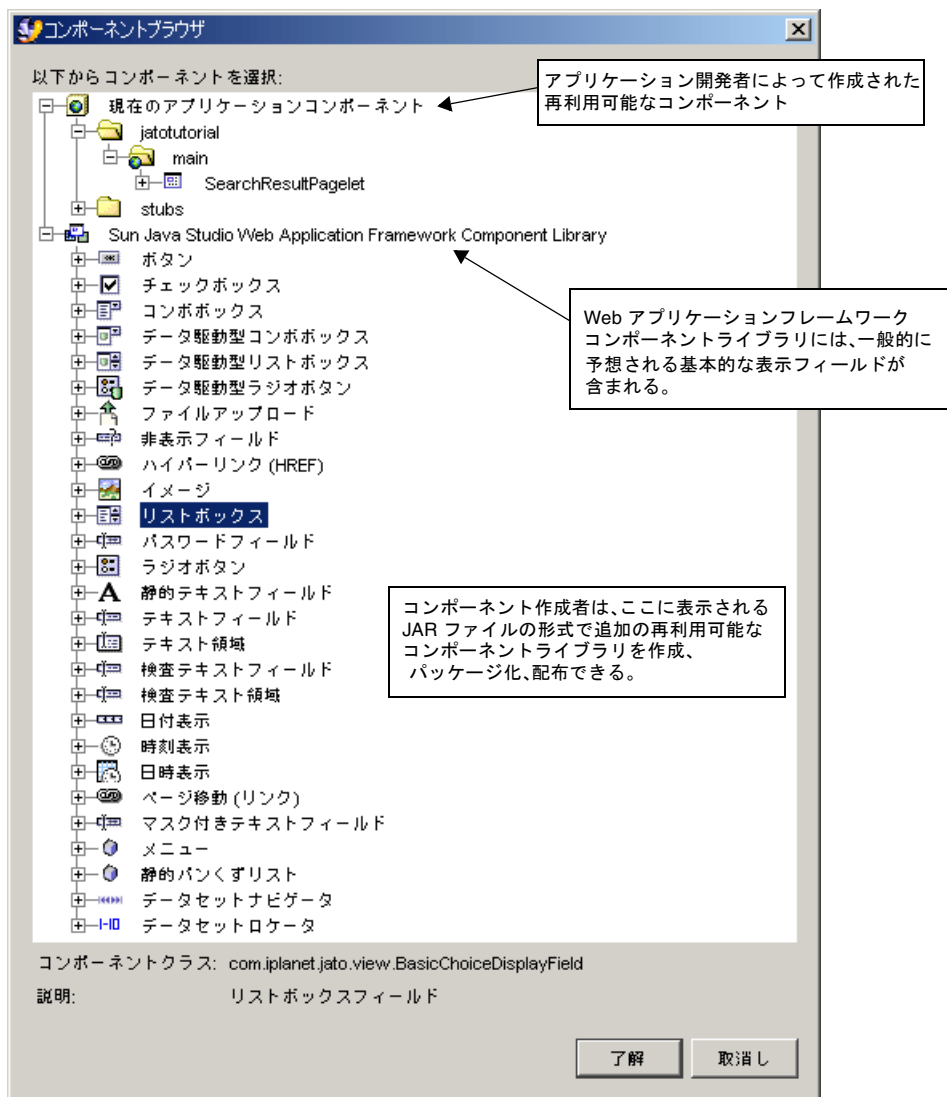 コンポーネントブラウザ
以下からコンポーネントを選択:
アプリケーション開発者によって作成された
再利用可能なコンポーネント
現在のアプリケーションコンポーネント
jatotutorial
main
SearchResultPagelet
stubs
Sun Java Studio Web Application Framework Component Library
ボタン
チェックボックス
コンボボックス
データ駆動型コンボボックス
データ駆動型リストボックス
データ駆動型ラジオボタン
ファイルアップロード
非表示フィールド
ハイパーリンク (HREF)
イメージ
リストボックス
パスワードフィールド
ラジオボタン
静的テキストフィールド
テキストフィールド
テキスト領域
検査テキストフィールド
検査テキスト領域
日付表示
時刻表示
日時表示
ページ移動 (リンク)
マスク付きテキストフィールド
メニュー
静的パンくずリスト
データセットナビゲータ
データセットロケータ
Web アプリケーションフレームワーク
コンポーネントライブラリには、一般的に
予想される基本的な表示フィールドが
含まれる。
コンポーネント作成者は、ここに表示される
JAR ファイルの形式で追加の再利用可能な
コンポーネントライブラリを作成、
パッケージ化、配布できる。
コンポーネントクラス: com.iplanet.jato.view.BasicChoiceDisplayField
説明: リストボックスフィールド
了解
取消し